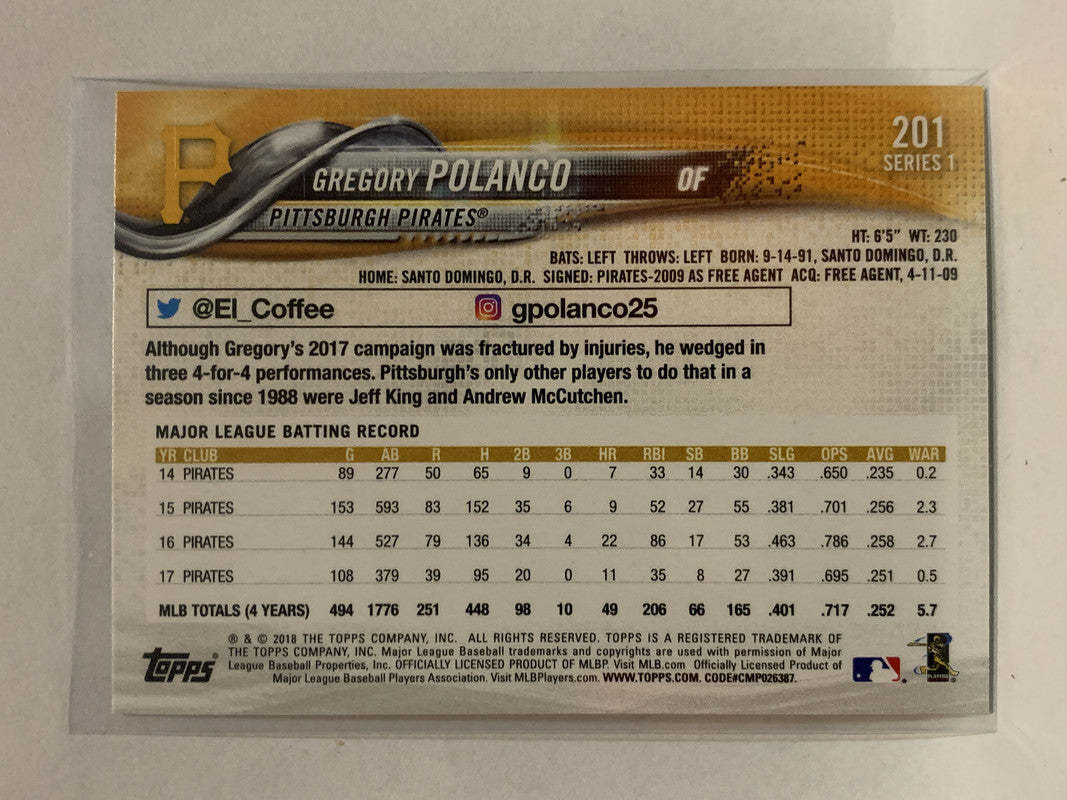 P
201
SERIES 1
GREGORY POLANCO OF
PITTSBURGH PIRATES®
HT: 6'5" WT: 230
BATS: LEFT THROWS: LEFT BORN: 9-14-91, SANTO DOMINGO, D.R.
HOME: SANTO DOMINGO, D.R. SIGNED: PIRATES-2009 AS FREE AGENT ACQ: FREE AGENT, 4-11-09
@El_Coffee gpolanco25
Although Gregory's 2017 campaign was fractured by injuries, he wedged in
three 4-for-4 performances. Pittsburgh's only other players to do that in a
season since 1988 were Jeff King and Andrew McCutchen.
MAJOR LEAGUE BATTING RECORD
YR CLUB G AB R H 2B 3B HR RBI SB BB SLG OPS AVG WAR
14 PIRATES 89 277 50 65 9 0 7 33 14 30 .343 .650 .235 0.2
15 PIRATES 153 593 83 152 35 6 9 52 27 55 .381 .701 .256 2.3
16 PIRATES 144 527 79 136 34 4 22 86 17 53 .463 .786 .258 2.7
17 PIRATES 108 379 39 95 20 0 11 35 8 27 .391 .695 .251 0.5
MLB TOTALS (4 YEARS) 494 1776 251 448 98 10 49 206 66 165 .401 .717 .252 5.7
® & © 2018 THE TOPPS COMPANY, INC. ALL RIGHTS RESERVED. TOPPS IS A REGISTERED TRADEMARK OF
THE TOPPS COMPANY, INC. Major League Baseball trademarks and copyrights are used with permission of Major
League Baseball Properties, Inc. OFFICIALLY LICENSED PRODUCT OF MLBP. Visit MLB.com Officially Licensed Product of
Major League Baseball Players Association. Visit MLBPlayers.com. WWW.TOPPS.COM. CODE#CMP026387.
Topps®
PLAYERS